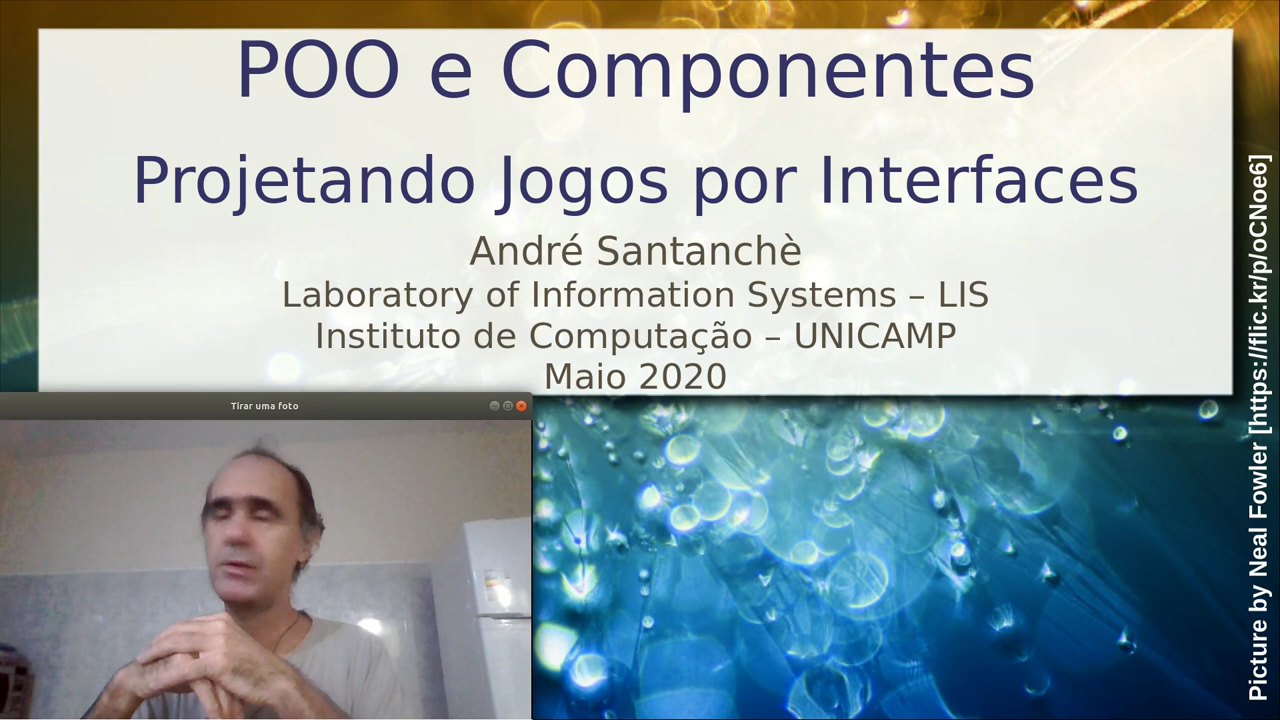 POO e Componentes
Projetando Jogos por Interfaces
André Santanchè
Laboratory of Information Systems – LIS
Instituto de Computação – UNICAMP
Maio 2020
Tirar uma foto
Picture by Neal Fowler [https://flic.kr/p/oCNoe6]